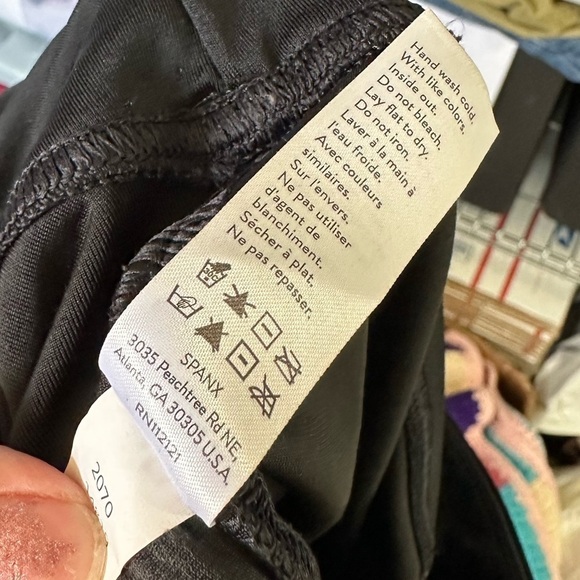 Hand wash cold.
With like colors.
Inside out.
Do not bleach.
Lay flat to dry.
Do not iron.
Laver à la main à
l'eau froide.
Avec couleurs
similaires.
Sur l'envers.
Ne pas utiliser
d'agent de
blanchiment.
Sécher à plat.
Ne pas repasser.
SPANX
3035 Peachtree Rd NE,
Atlanta, GA 30305 U.S.A.
RN112121
2070